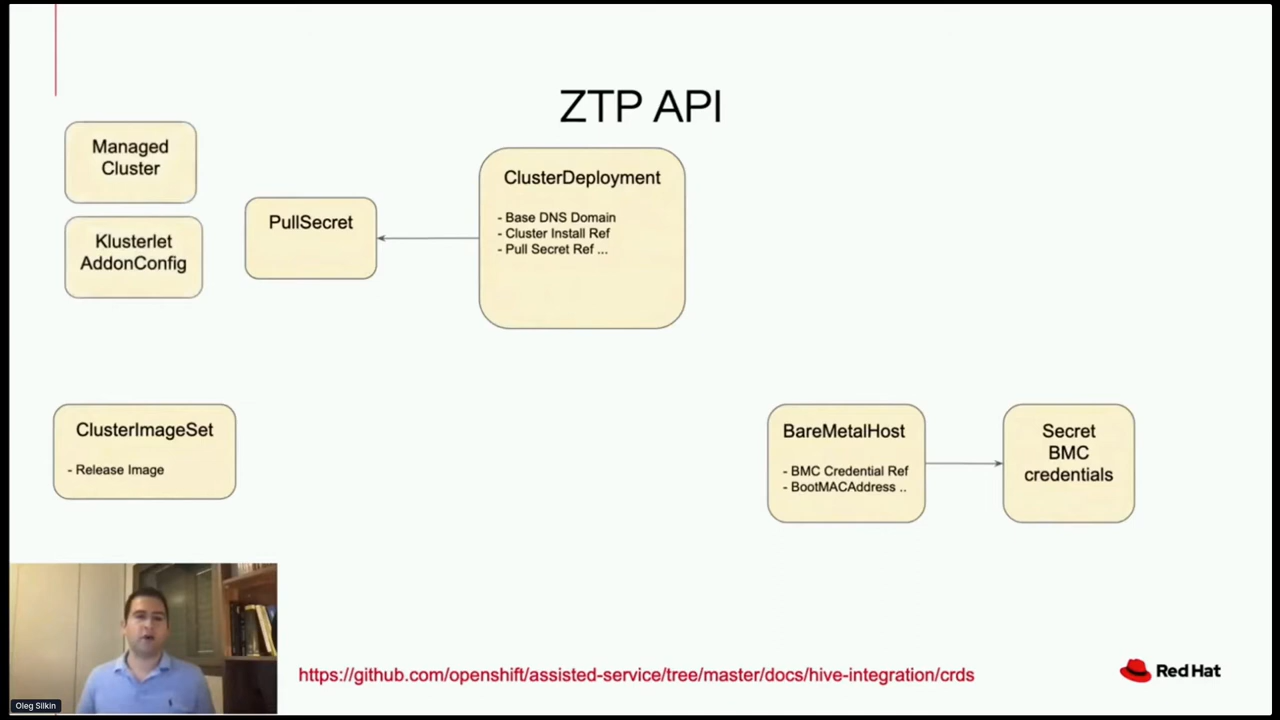 ZTP API
Managed
Cluster
Klusterlet
AddonConfig
PullSecret
ClusterDeployment
- Base DNS Domain
- Cluster Install Ref
- Pull Secret Ref ...
ClusterImageSet
- Release Image
BareMetalHost
- BMC Credential Ref
- BootMACAddress ..
Secret
BMC
credentials
Oleg Silkin
https://github.com/openshift/assisted-service/tree/master/docs/hive-integration/crds
Red Hat